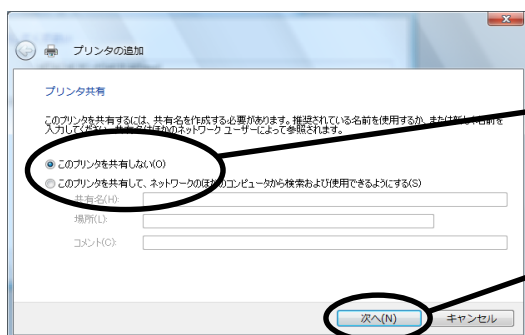 プリンタの追加
プリンタ共有
このプリンタを共有するには、共有名を作成する必要があります。推奨されている名前を使用するか、または新しい名前を
入力してください。共有名はほかのネットワーク ユーザーによって参照されます。
このプリンタを共有しない(O)
このプリンタを共有して、ネットワークのほかのコンピュータから検索および使用できるようにする(S)
共有名(H):
場所(L):
コメント(C):
次へ(N)
キャンセル